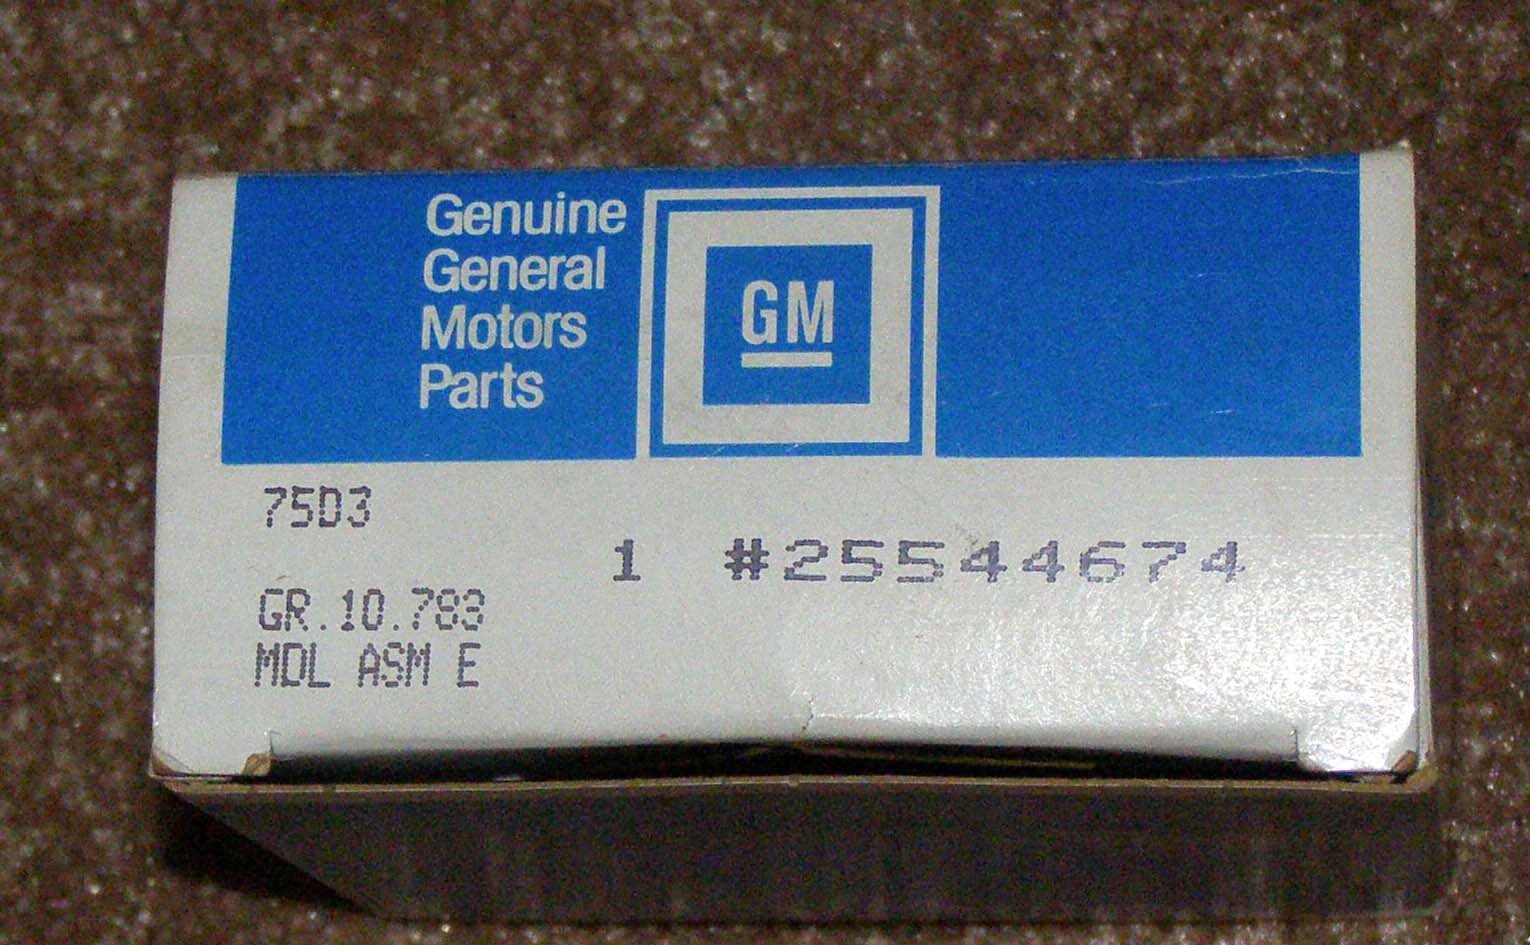 Genuine
General
Motors
Parts
GM
75D3
1 #25544674
GR.10.783
MDL ASM E